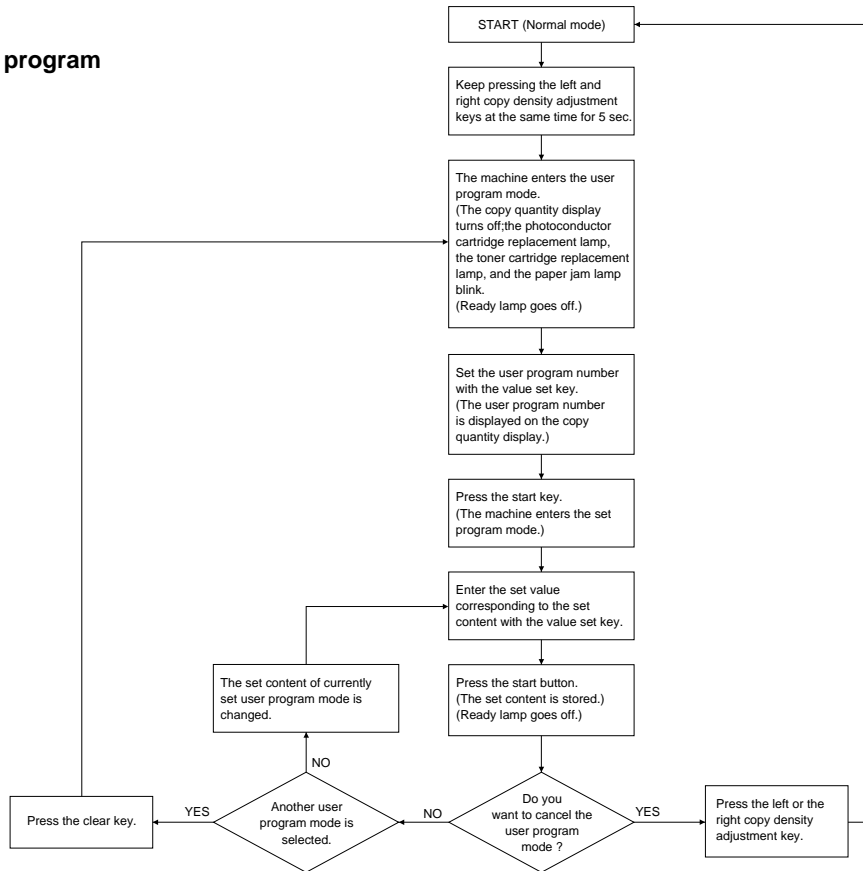 program
START (Normal mode)
Keep pressing the left and
right copy density adjustment
keys at the same time for 5 sec.
The machine enters the user
program mode.
(The copy quantity display
turns off;the photoconductor
cartridge replacement lamp,
the toner cartridge replacement
lamp, and the paper jam lamp
blink.
(Ready lamp goes off.)
Set the user program number
with the value set key.
(The user program number
is displayed on the copy
quantity display.)
Press the start key.
(The machine enters the set
program mode.)
Enter the set value
corresponding to the set
content with the value set key.
The set content of currently
set user program mode is
changed.
Press the start button.
(The set content is stored.)
(Ready lamp goes off.)
NO
Press the clear key.
YES
Another user
program mode is
selected.
NO
Do you
want to cancel the
user program
mode ?
YES
Press the left or the
right copy density
adjustment key.